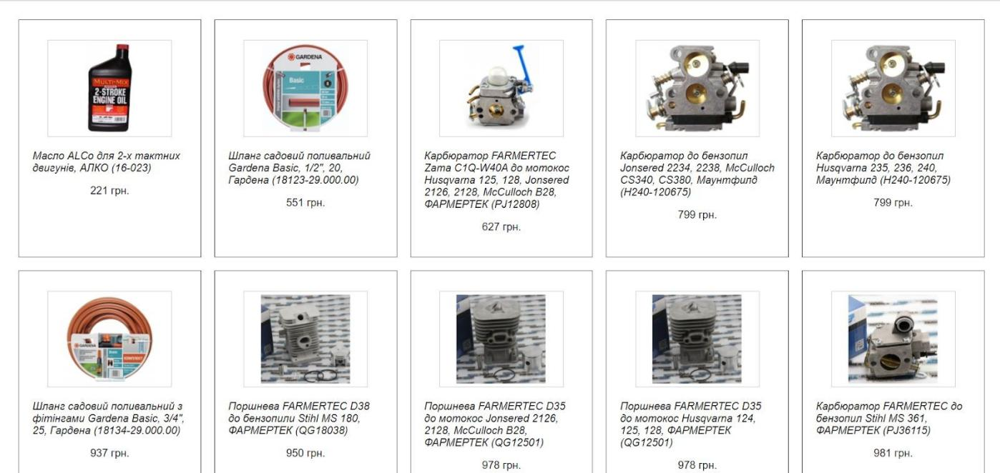 MULTI-MIX
2-STROKE
ENGINE OIL
GARDENA
Basic
Масло ALCo для 2-х тактних
двигунів, АЛКО (16-023)
221 грн.
Шланг садовий поливальний
Gardena Basic, 1/2", 20,
Гардена (18123-29.000.00)
551 грн.
Карбюратор FARMERTEC
Zama C1Q-W40A до мотокос
Husqvarna 125, 128, Jonsered
2126, 2128, McCulloch B28,
ФАРМЕРТЕК (PJ12808)
627 грн.
Карбюратор до бензопил
Jonsered 2234, 2238, McCulloch
CS340, CS380, Маунтфилд
(H240-120675)
799 грн.
Карбюратор до бензопил
Husqvarna 235, 236, 240,
Маунтфилд (H240-120675)
799 грн.
GARDENA
Basic
КОМПЛЕКТ
Шланг садовий поливальний з
фітінгами Gardena Basic, 3/4",
25, Гардена (18134-29.000.00)
937 грн.
Поршнева FARMERTEC D38
до бензопили Stihl MS 180,
ФАРМЕРТЕК (QG18038)
950 грн.
Поршнева FARMERTEC D35
до мотокос Jonsered 2126,
2128, McCulloch B28,
ФАРМЕРТЕК (QG12501)
978 грн.
Поршнева FARMERTEC D35
до мотокос Husqvarna 124,
125, 128, ФАРМЕРТЕК
(QG12501)
978 грн.
Карбюратор FARMERTEC до
бензопил Stihl MS 361,
ФАРМЕРТЕК (PJ36115)
981 грн.